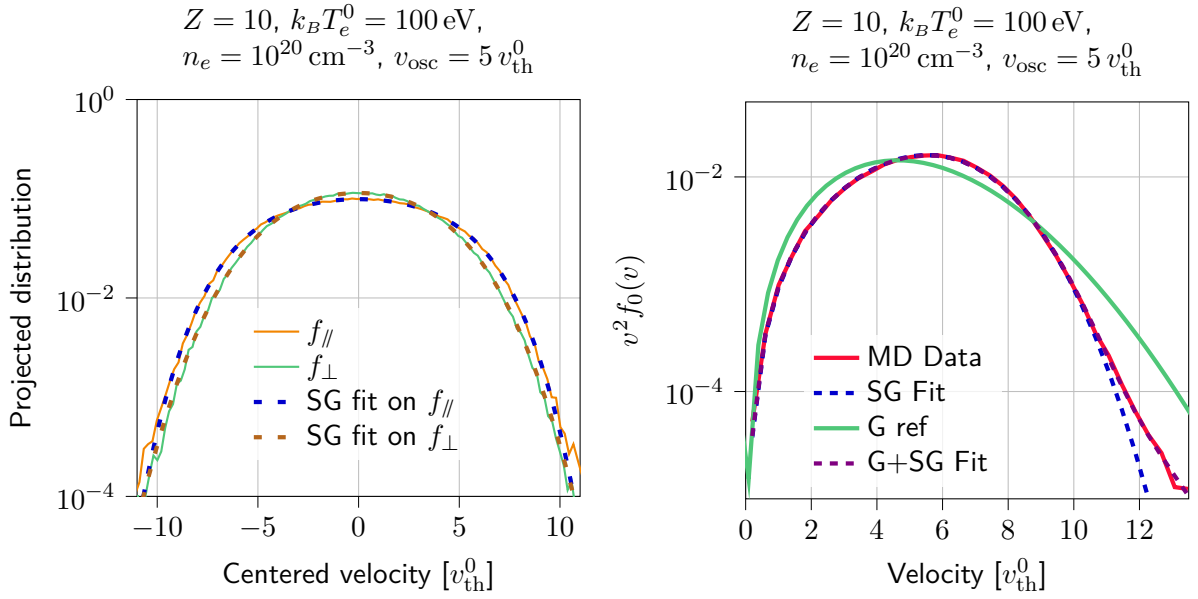 Z = 10, k_B T_e^0 = 100 eV,
n_e = 10^20 cm^−3, v_osc = 5 v_th^0
10^0
10^−2
10^−4
Projected distribution
f_∥
f_⊥
SG fit on f_∥
SG fit on f_⊥
−10 −5 0 5 10
Centered velocity [v_th^0]
Z = 10, k_B T_e^0 = 100 eV,
n_e = 10^20 cm^−3, v_osc = 5 v_th^0
10^−2
10^−4
v^2 f_0(v)
MD Data
SG Fit
G ref
G+SG Fit
0 2 4 6 8 10 12
Velocity [v_th^0]